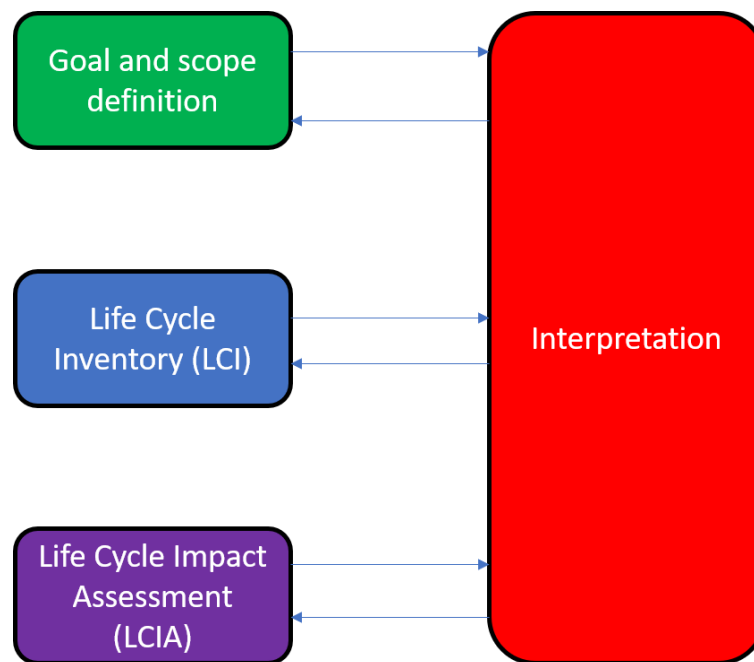 Goal and scope
definition
Life Cycle
Inventory (LCI)
Interpretation
Life Cycle Impact
Assessment
(LCIA)